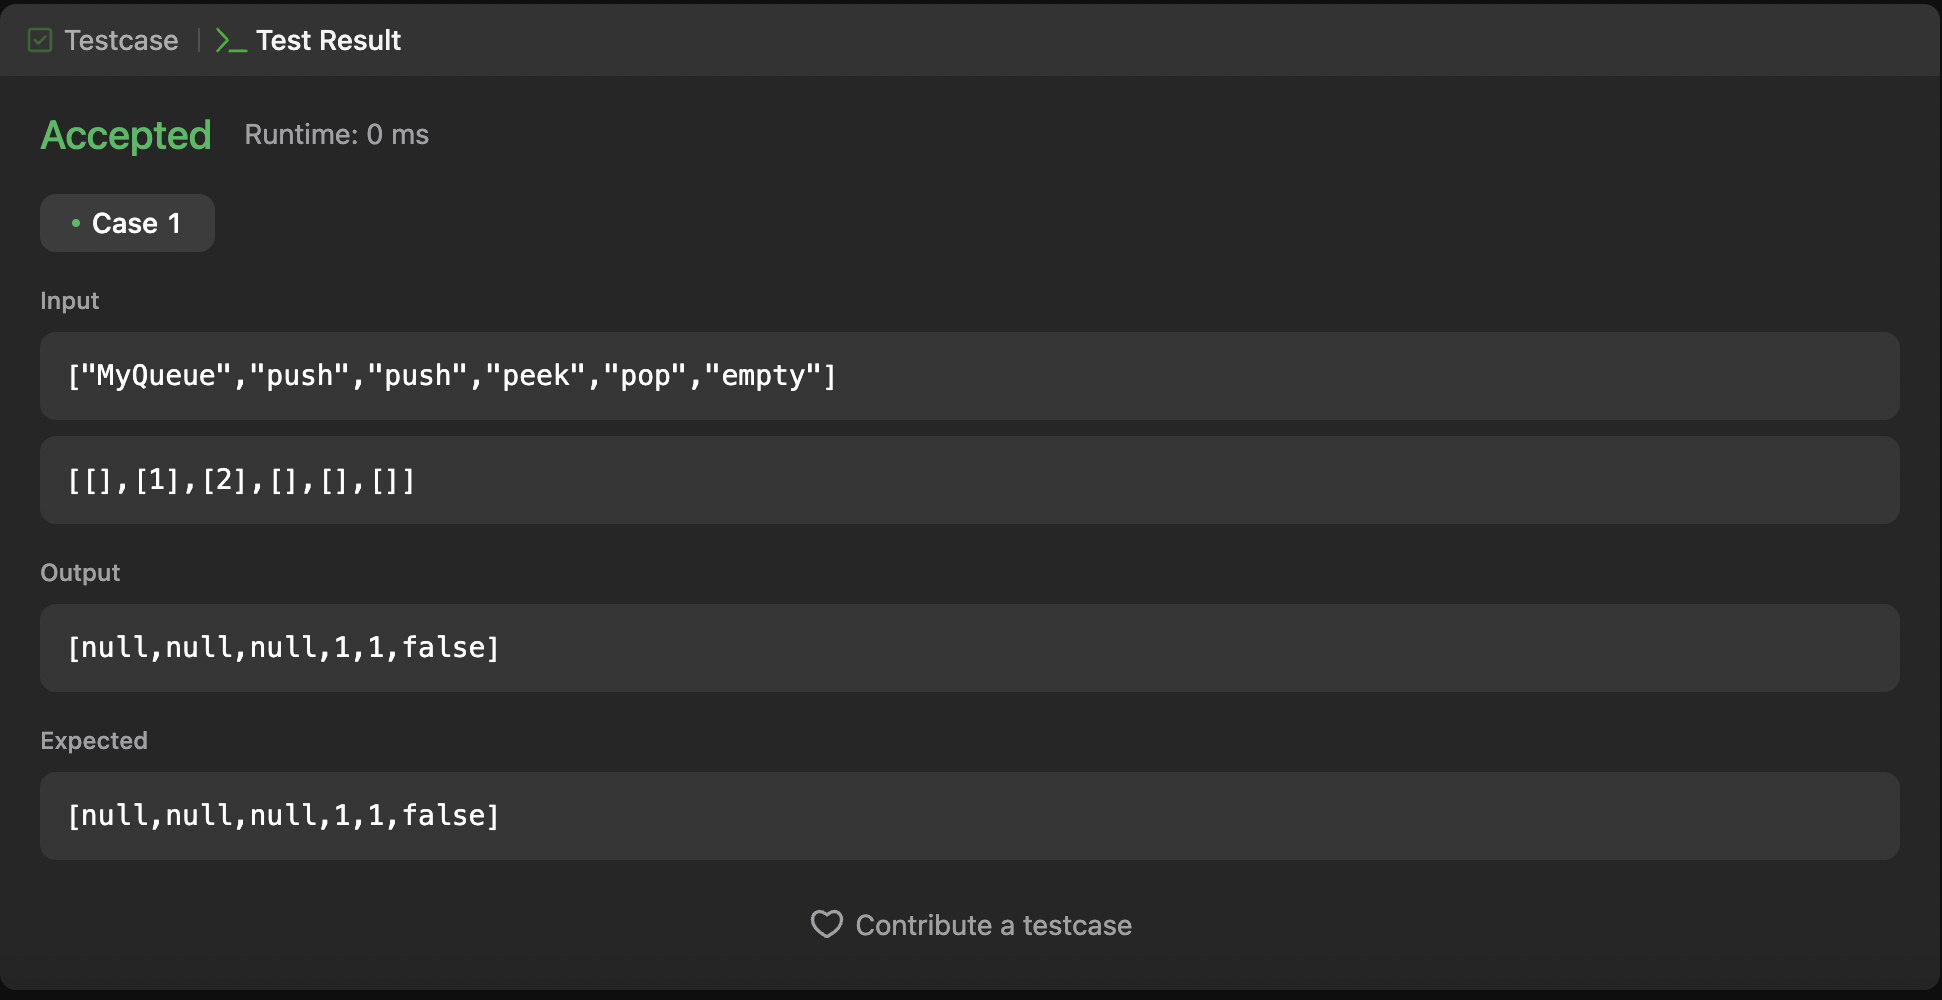 Testcase | >_ Test Result
Accepted Runtime: 0 ms
• Case 1
Input
["MyQueue","push","push","peek","pop","empty"]
[[],[1],[2],[],[],[]]
Output
[null,null,null,1,1,false]
Expected
[null,null,null,1,1,false]
Contribute a testcase